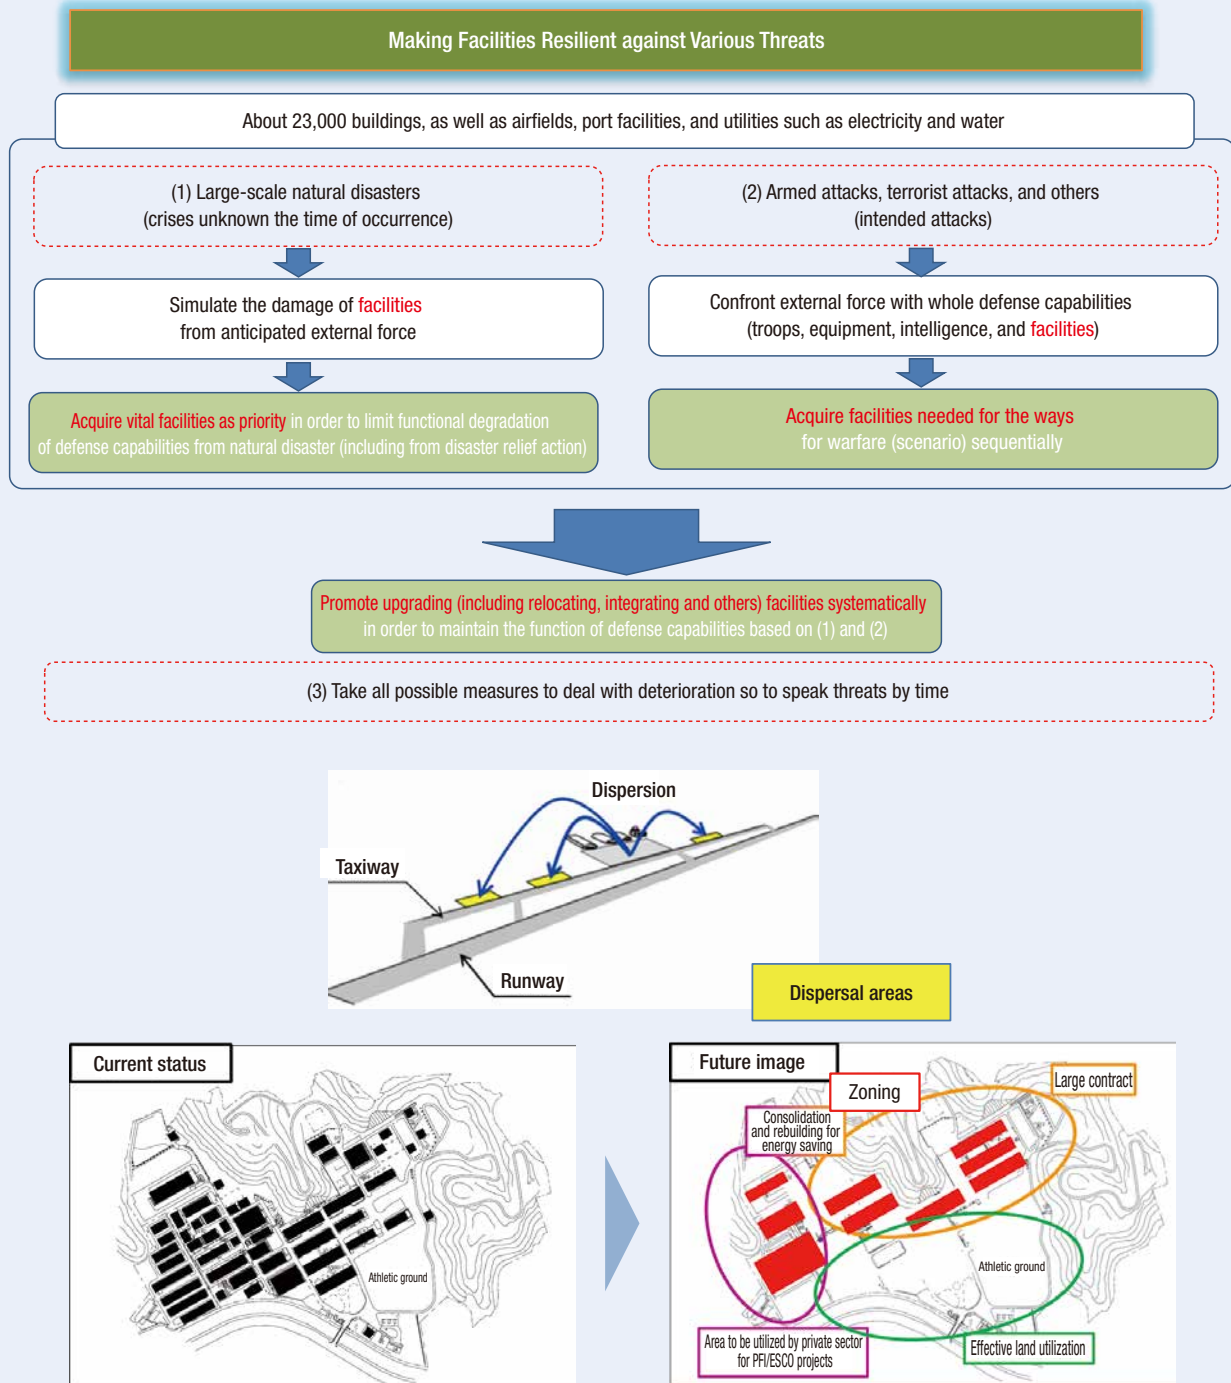 Making Facilities Resilient against Various Threats
About 23,000 buildings, as well as airfields, port facilities, and utilities such as electricity and water
(1) Large-scale natural disasters
(crises unknown the time of occurrence)
Simulate the damage of facilities
from anticipated external force
Acquire vital facilities as priority in order to limit functional degradation
of defense capabilities from natural disaster (including from disaster relief action)
(2) Armed attacks, terrorist attacks, and others
(intended attacks)
Confront external force with whole defense capabilities
(troops, equipment, intelligence, and facilities)
Acquire facilities needed for the ways
for warfare (scenario) sequentially
Promote upgrading (including relocating, integrating and others) facilities systematically
in order to maintain the function of defense capabilities based on (1) and (2)
(3) Take all possible measures to deal with deterioration so to speak threats by time
Dispersion
Taxiway
Runway
Dispersal areas
Current status
Athletic ground
Future image
Zoning
Large contract
Consolidation
and rebuilding for
energy saving
Athletic ground
Area to be utilized by private sector
for PFI/ESCO projects
Effective land utilization